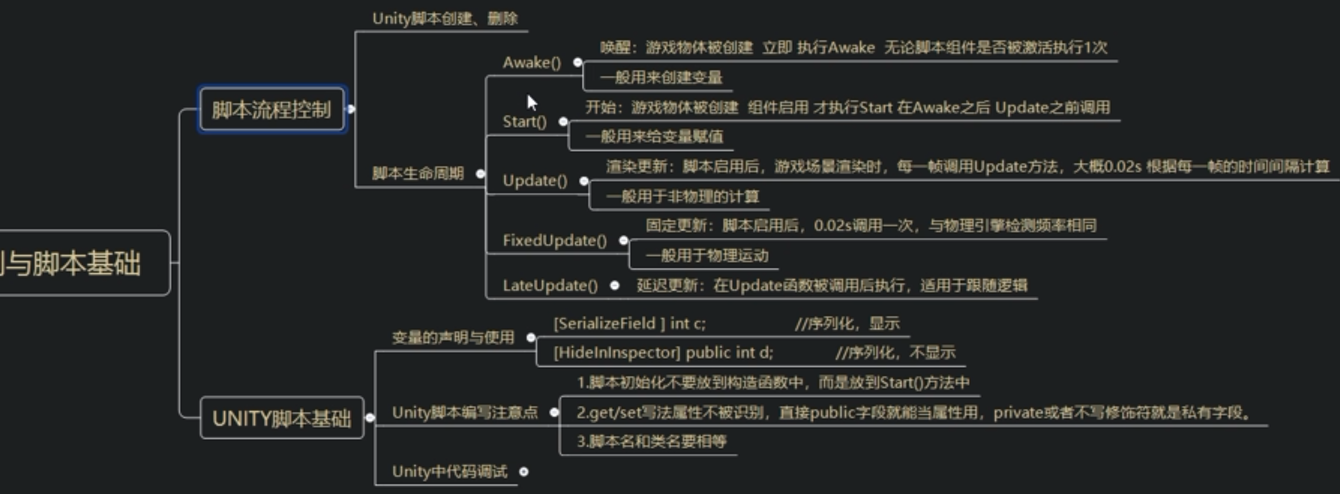 Unity脚本创建、删除
唤醒：游戏物体被创建 立即 执行Awake 无论脚本组件是否被激活执行1次
Awake()
一般用来创建变量
脚本流程控制
开始：游戏物体被创建 组件启用 才执行Start 在Awake之后 Update之前调用
Start()
一般用来给变量赋值
脚本生命周期
渲染更新：脚本启用后，游戏场景渲染时，每一帧调用Update方法，大概0.02s 根据每一帧的时间间隔计算
Update()
一般用于非物理的计算
固定更新：脚本启用后，0.02s调用一次，与物理引擎检测频率相同
FixedUpdate()
一般用于物理运动
与脚本基础
LateUpdate()
延迟更新：在Update函数被调用后执行，适用于跟随逻辑
变量的声明与使用
[SerializeField ] int c; //序列化，显示
[HideInInspector] public int d; //序列化，不显示
UNITY脚本基础
1.脚本初始化不要放到构造函数中，而是放到Start()方法中
Unity脚本编写注意点
2.get/set写法属性不被识别，直接public字段就能当属性用，private或者不写修饰符就是私有字段。
3.脚本名和类名要相等
Unity中代码调试